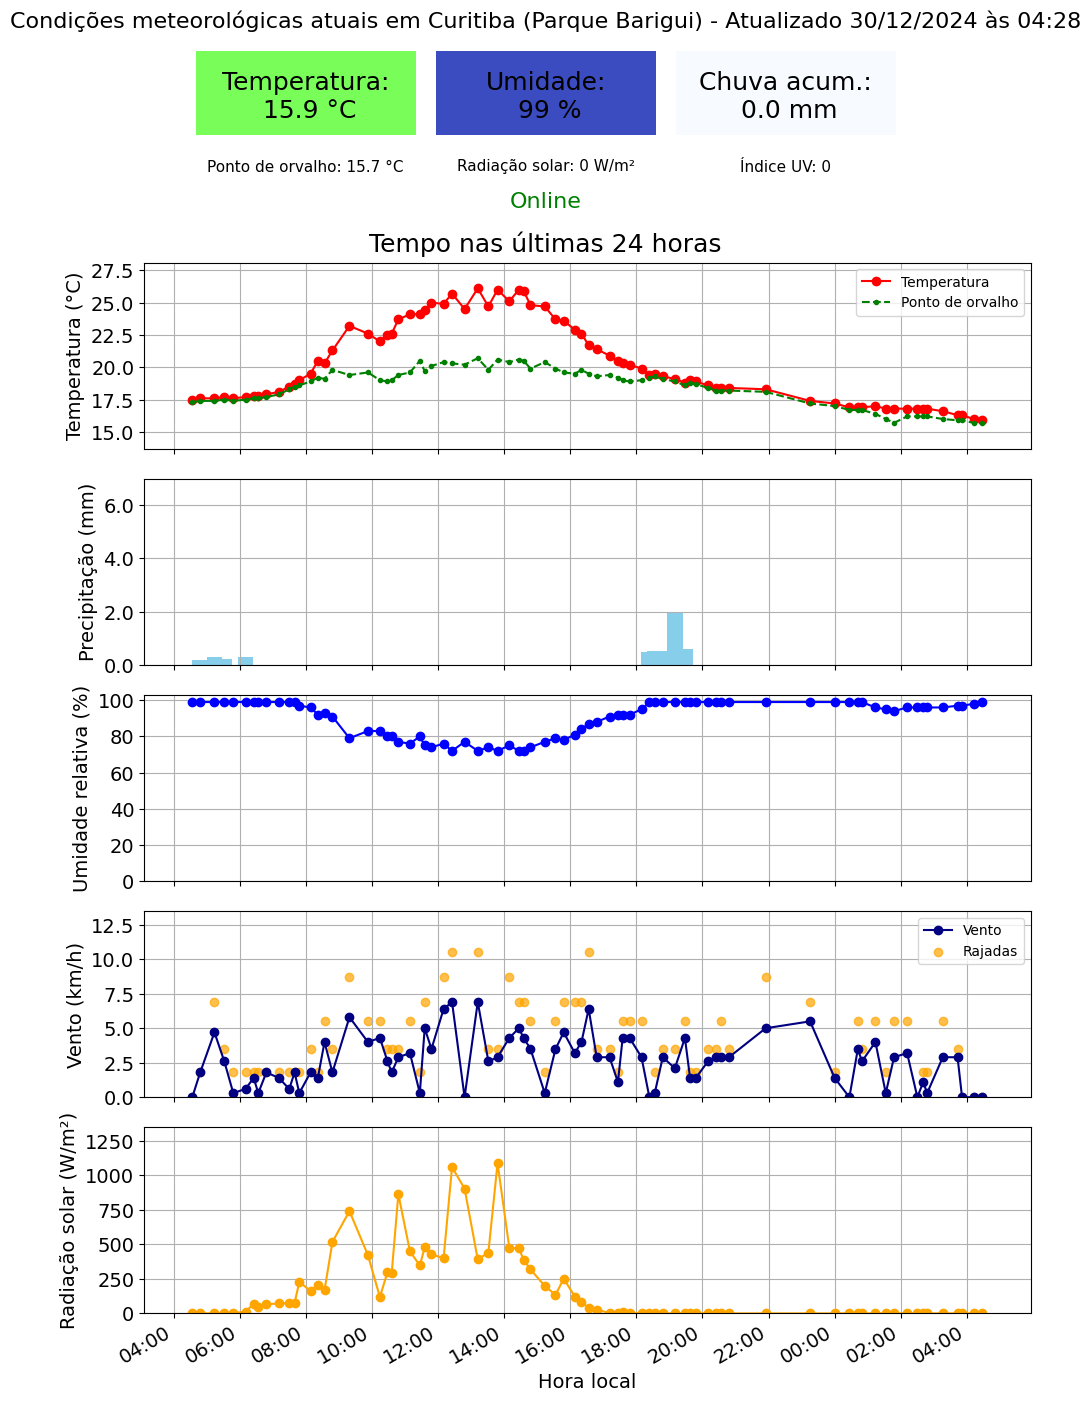 Condições meteorológicas atuais em Curitiba (Parque Barigui) - Atualizado 30/12/2024 às 04:28
Temperatura:
15.9 °C
Umidade:
99 %
Chuva acum.:
0.0 mm
Ponto de orvalho: 15.7 °C
Radiação solar: 0 W/m²
Índice UV: 0
Online
Tempo nas últimas 24 horas
Temperatura (°C)
27.5
25.0
22.5
20.0
17.5
15.0
Temperatura
Ponto de orvalho
Precipitação (mm)
6.0
4.0
2.0
0.0
Umidade relativa (%)
100
80
60
40
20
0
Vento (km/h)
12.5
10.0
7.5
5.0
2.5
0.0
Vento
Rajadas
Radiação solar (W/m²)
1250
1000
750
500
250
0
04:00
06:00
08:00
10:00
12:00
14:00
16:00
18:00
20:00
22:00
00:00
02:00
04:00
Hora local